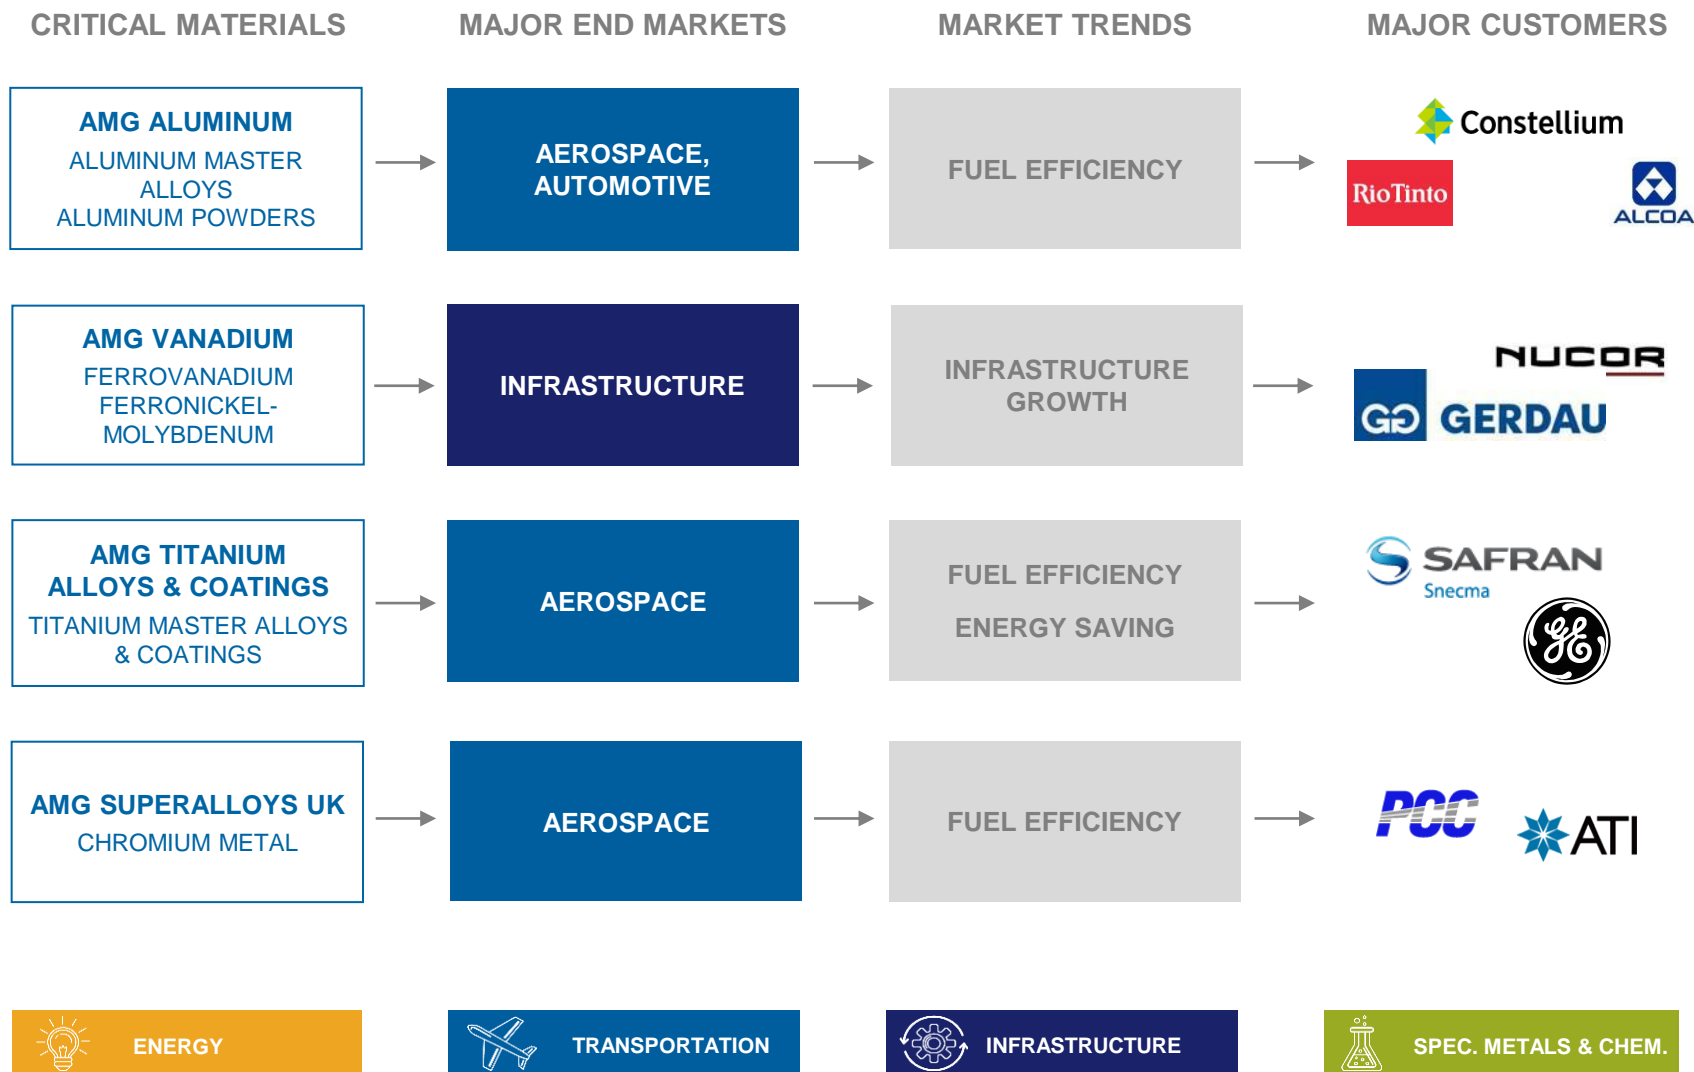 CRITICAL MATERIALS
MAJOR END MARKETS
MARKET TRENDS
MAJOR CUSTOMERS
AMG ALUMINUM
ALUMINUM MASTER
ALLOYS
ALUMINUM POWDERS
AEROSPACE,
AUTOMOTIVE
FUEL EFFICIENCY
Constellium
RioTinto
ALCOA
AMG VANADIUM
FERROVANADIUM
FERRONICKEL-
MOLYBDENUM
INFRASTRUCTURE
INFRASTRUCTURE
GROWTH
NUCOR
GG GERDAU
AMG TITANIUM
ALLOYS & COATINGS
TITANIUM MASTER ALLOYS
& COATINGS
AEROSPACE
FUEL EFFICIENCY
ENERGY SAVING
SAFRAN
Snecma
GE
AMG SUPERALLOYS UK
CHROMIUM METAL
AEROSPACE
FUEL EFFICIENCY
PCC
ATI
ENERGY
TRANSPORTATION
INFRASTRUCTURE
SPEC. METALS & CHEM.